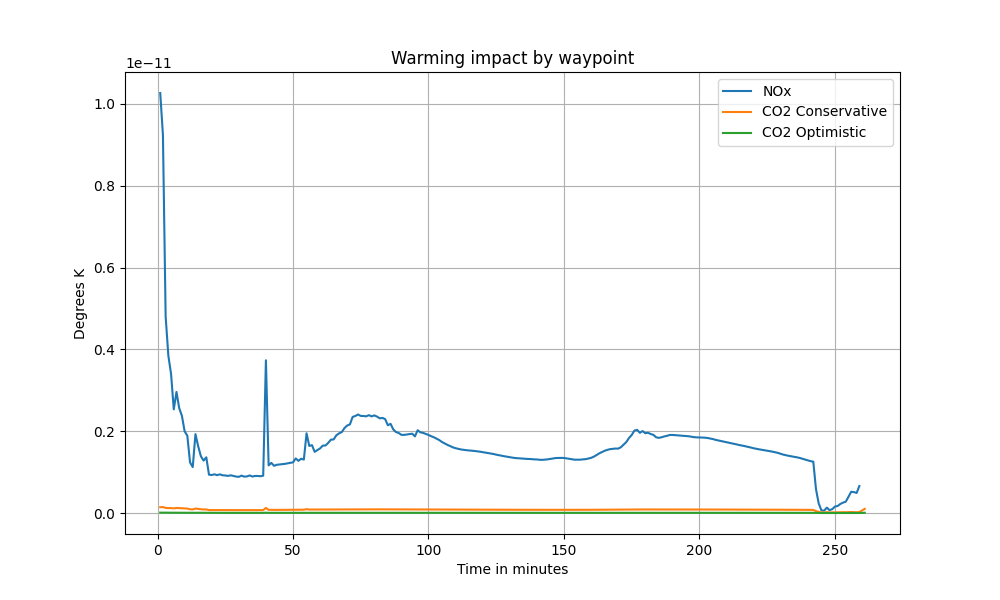 Warming impact by waypoint
1e−11
NOx
CO2 Conservative
CO2 Optimistic
1.0
0.8
0.6
0.4
0.2
0.0
Degrees K
0 50 100 150 200 250
Time in minutes